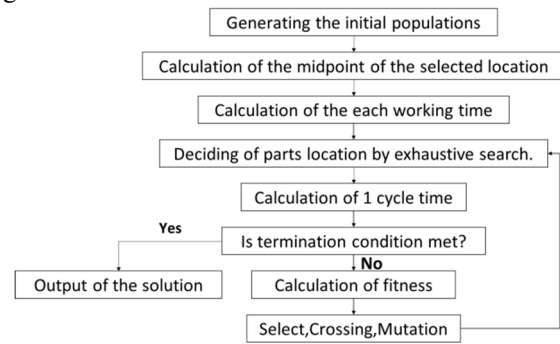 Generating the initial populations
Calculation of the midpoint of the selected location
Calculation of the each working time
Deciding of parts location by exhaustive search.
Calculation of 1 cycle time
Yes
Is termination condition met?
No
Output of the solution
Calculation of fitness
Select,Crossing,Mutation